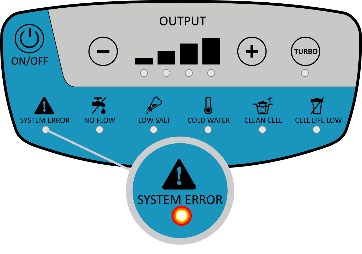 OUTPUT
ON/OFF
TURBO
SYSTEM ERROR
NO FLOW
LOW SALT
COLD WATER
CLEAN CELL
CELL LIFE LOW
SYSTEM ERROR